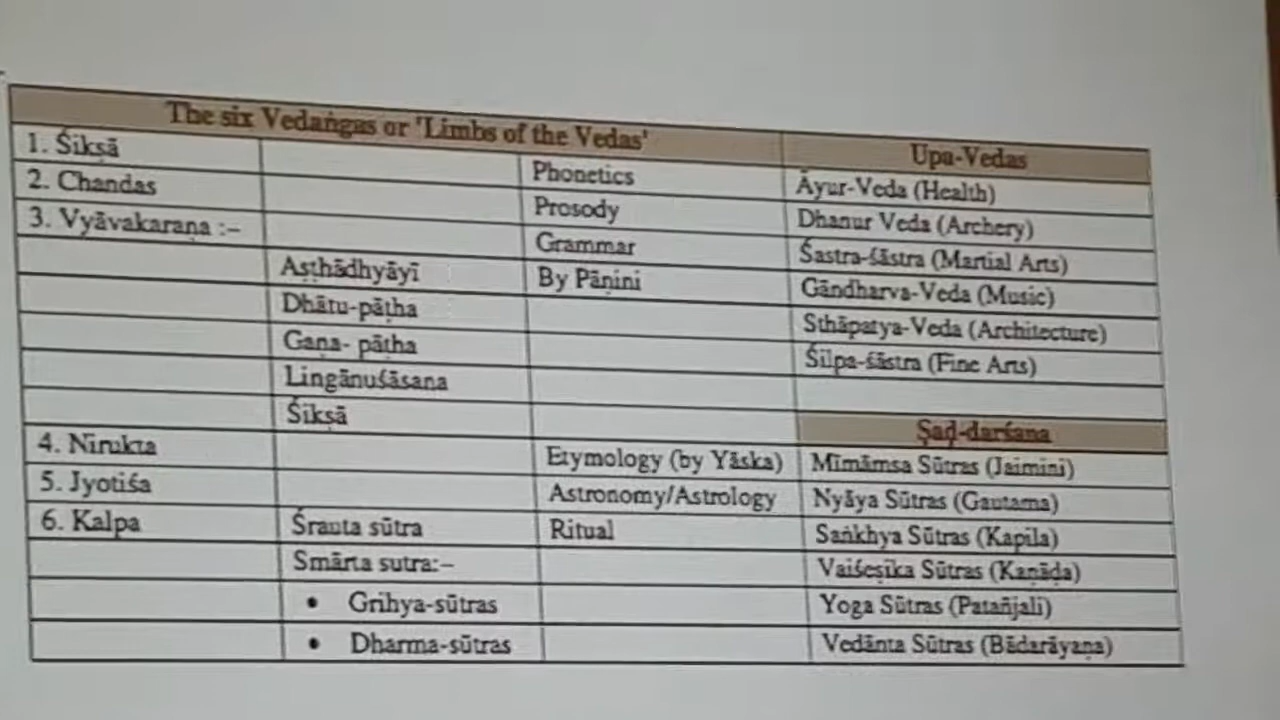 The six Vedaṅgas or 'Limbs of the Vedas' Upa-Vedas
1. Śikṣā Phonetics Āyur-Veda (Health)
2. Chandas Prosody Dhanur Veda (Archery)
3. Vyāvakaraṇa :– Grammar Śastra-śāstra (Martial Arts)
Aṣṭhādhyāyī By Pāṇini Gāndharva-Veda (Music)
Dhātu-pāṭha Sthāpatya-Veda (Architecture)
Gaṇa- pāṭha Śilpa-śāstra (Fine Arts)
Lingānuśāsana
Śikṣā Ṣaḍ-darśana
4. Nirukta Etymology (by Yāska) Mīmāmsa Sūtras (Jaimini)
5. Jyotiśa Astronomy/Astrology Nyāya Sūtras (Gautama)
6. Kalpa Śrauta sūtra Ritual Saṅkhya Sūtras (Kapila)
Smārta sutra:– Vaiśeṣika Sūtras (Kaṇāḍa)
• Grihya-sūtras Yoga Sūtras (Patañjali)
• Dharma-sūtras Vedānta Sūtras (Bādarāyaṇa)